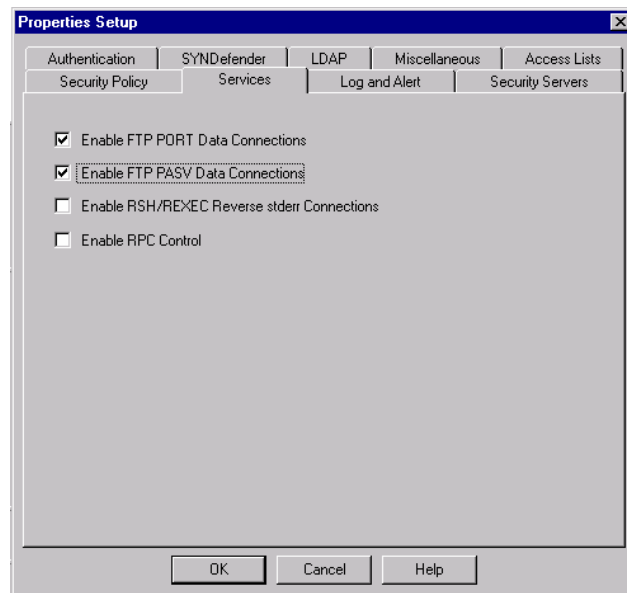 Properties Setup
Authentication SYNDefender LDAP Miscellaneous Access Lists
Security Policy Services Log and Alert Security Servers
Enable FTP PORT Data Connections
Enable FTP PASV Data Connections
Enable RSH/REXEC Reverse stderr Connections
Enable RPC Control
OK Cancel Help